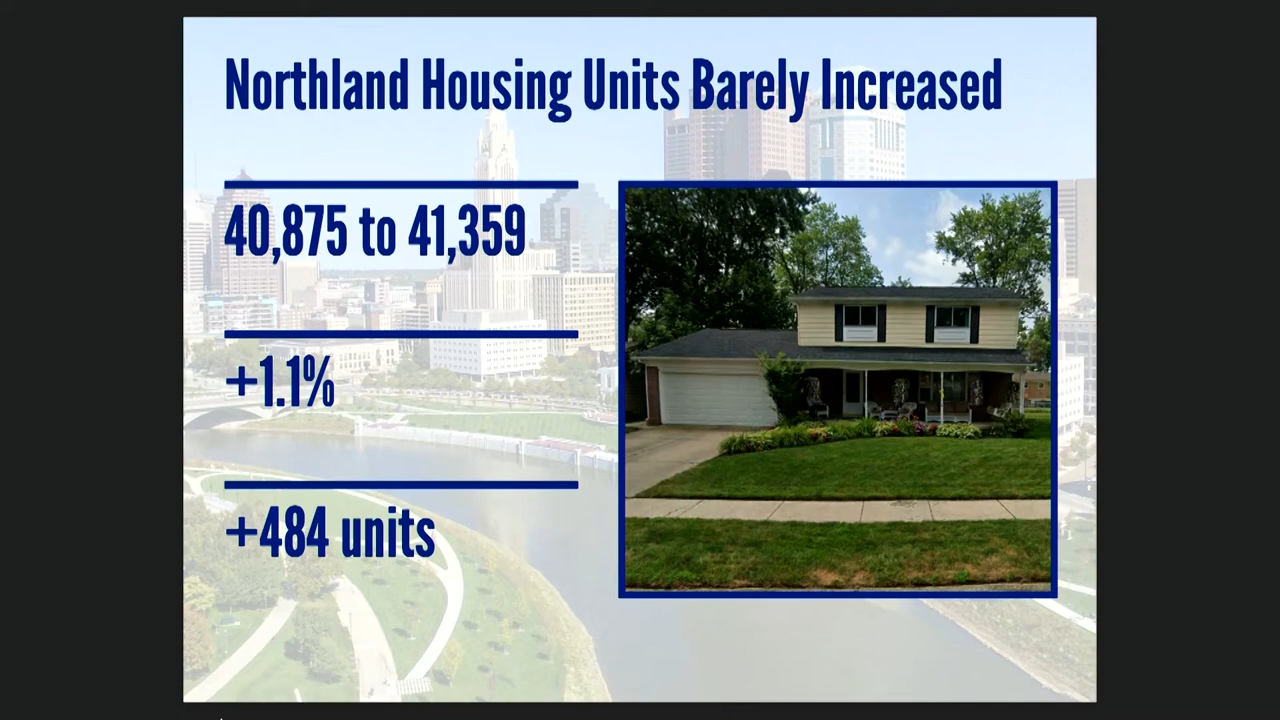 Northland Housing Units Barely Increased
40,875 to 41,359
+1.1%
+484 units